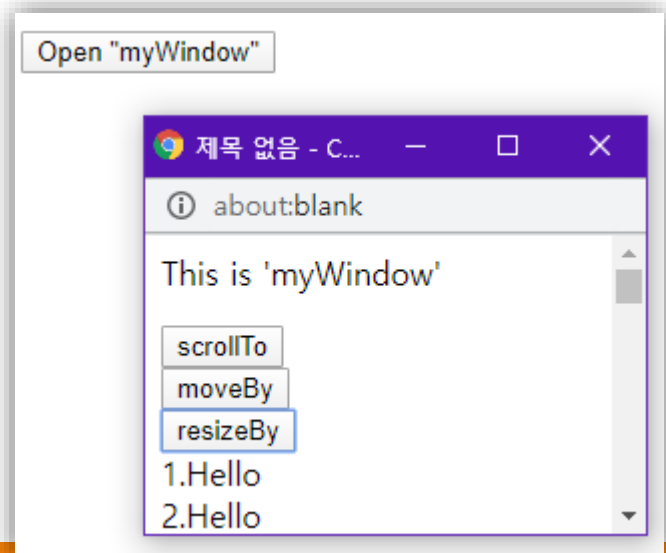 Open "myWindow"
제목 없음 - C...
about:blank
This is 'myWindow'
scrollTo
moveBy
resizeBy
1.Hello
2.Hello